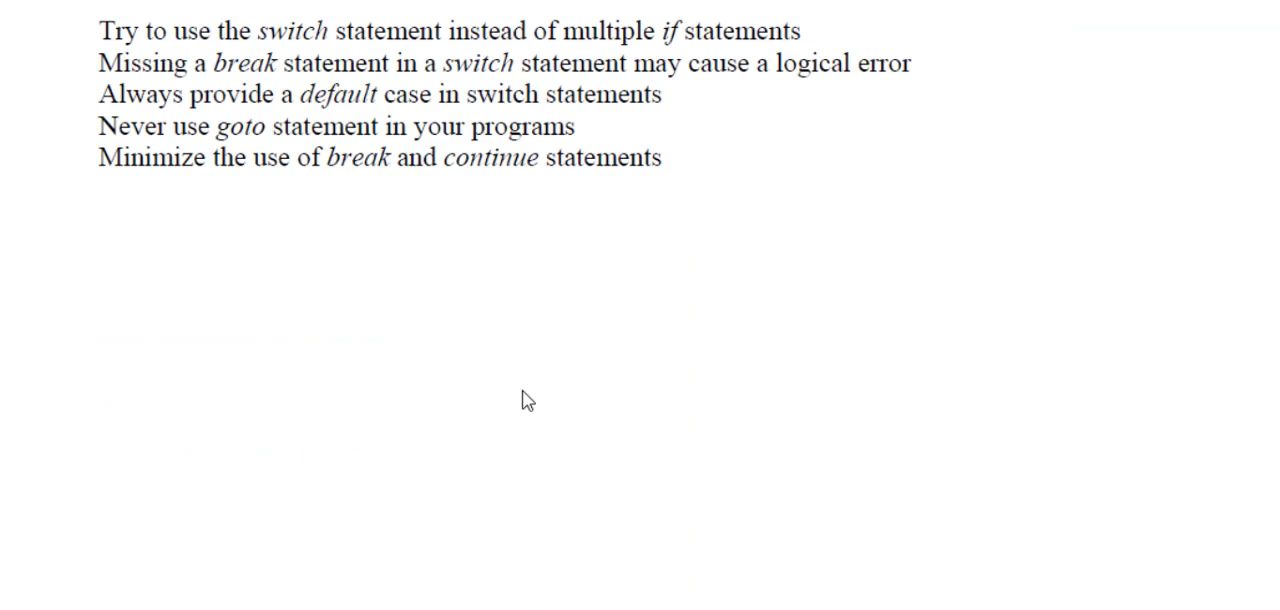 Try to use the switch statement instead of multiple if statements
Missing a break statement in a switch statement may cause a logical error
Always provide a default case in switch statements
Never use goto statement in your programs
Minimize the use of break and continue statements